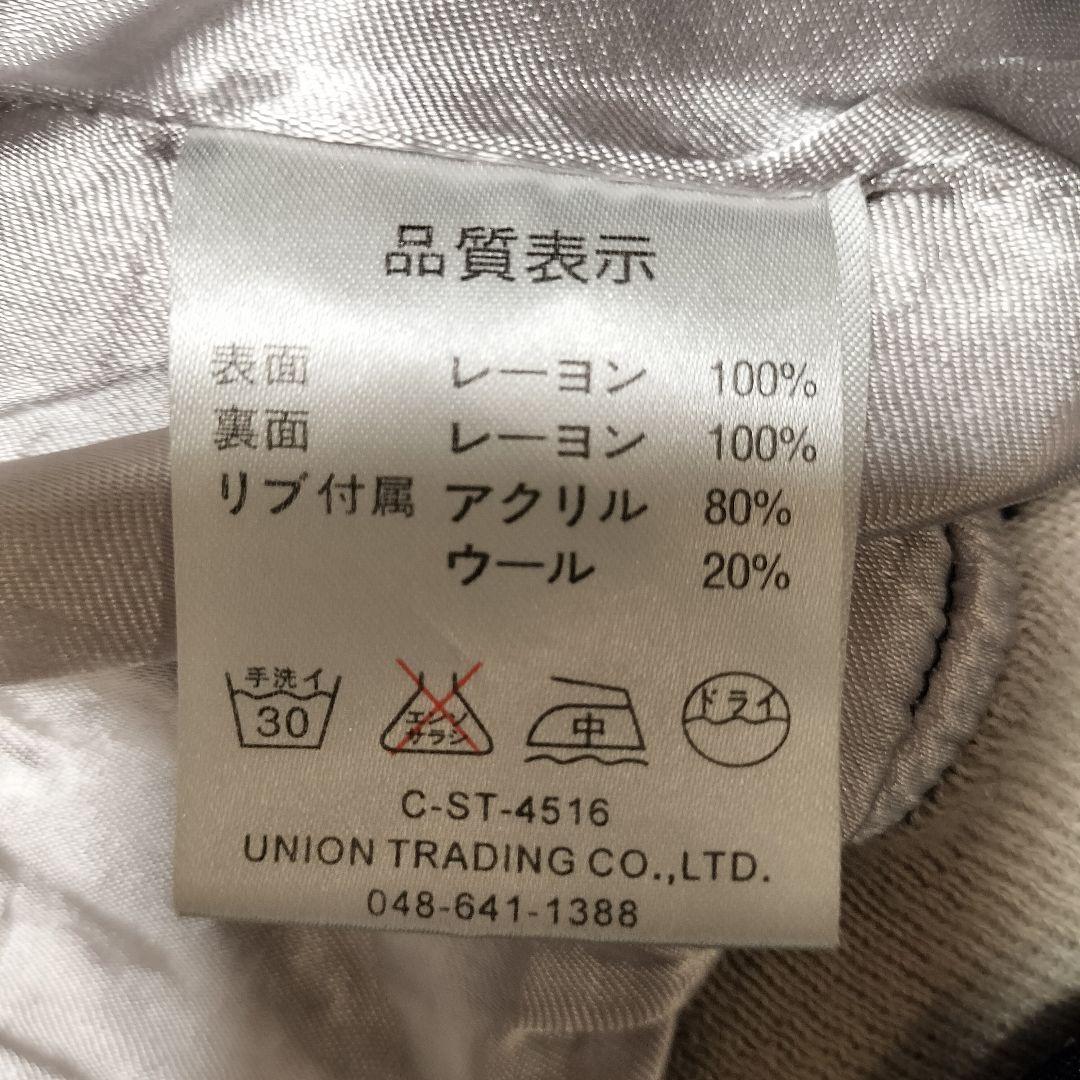 品質表示
表面 レーヨン 100%
裏面 レーヨン 100%
リブ付属 アクリル 80%
ウール 20%
手洗イ 30
エンソサラシ
中
ドライ
C-ST-4516
UNION TRADING CO.,LTD.
048-641-1388